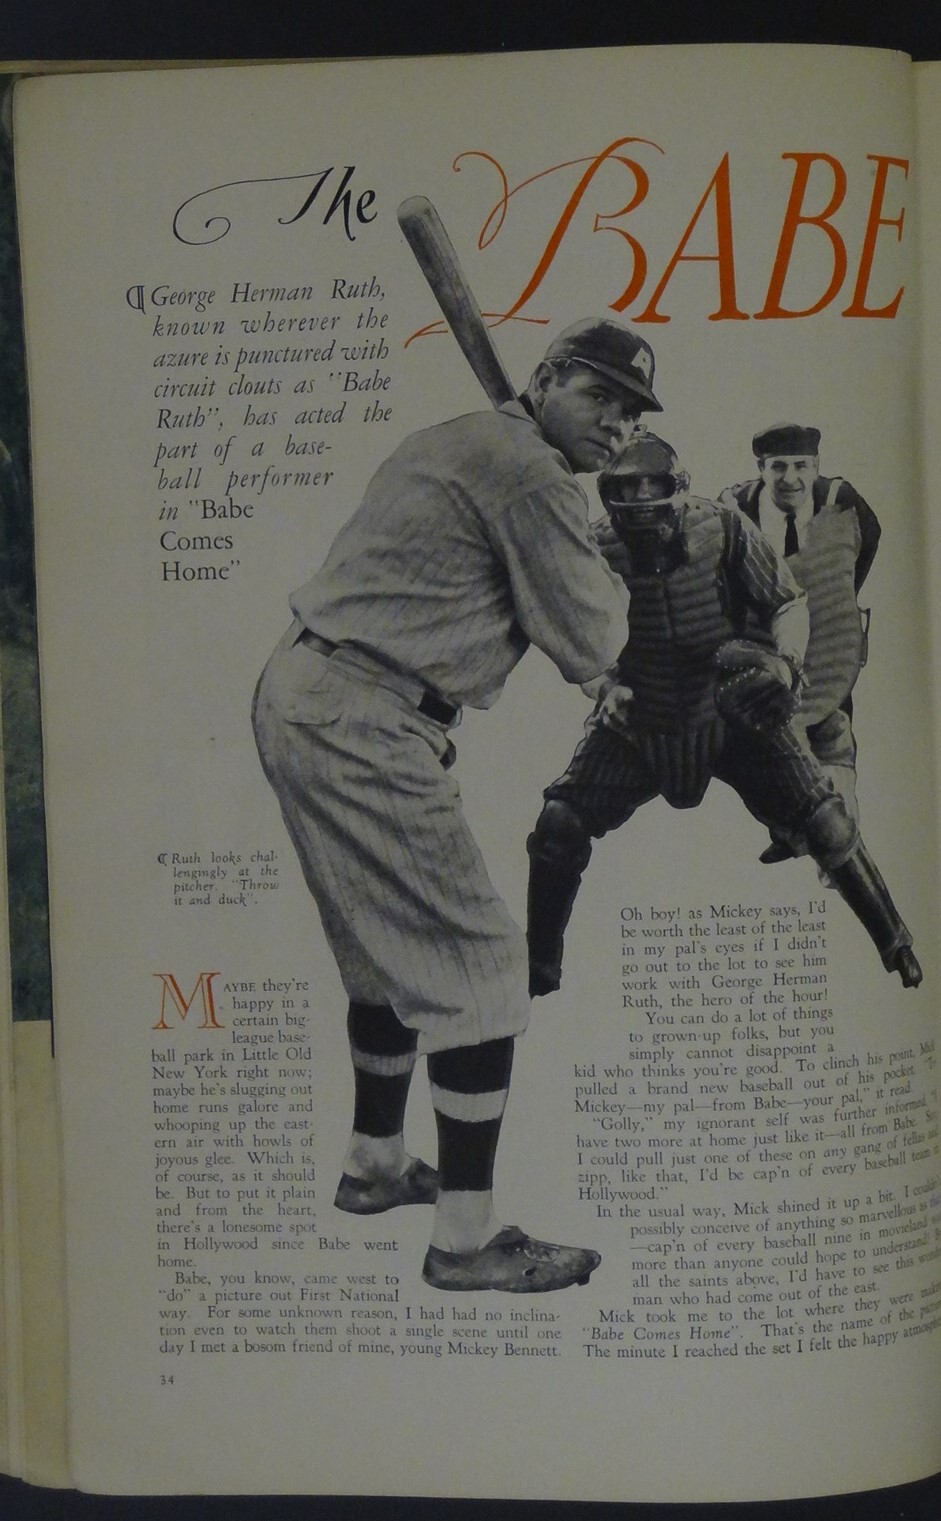 The BABE
George Herman Ruth,
known wherever the
azure is punctured with
circuit clouts as "Babe
Ruth", has acted the
part of a base-
ball performer
in "Babe
Comes
Home"
Ruth looks chal-
lengingly at the
pitcher. "Throw
it and duck".
MAYBE they're
happy in a
certain big-
league base-
ball park in Little Old
New York right now;
maybe he's slugging out
home runs galore and
whooping up the east-
ern air with howls of
joyous glee. Which is,
of course, as it should
be. But to put it plain
and from the heart,
there's a lonesome spot
in Hollywood since Babe went
home.
Babe, you know, came west to
"do" a picture out First National
way. For some unknown reason, I had had no inclina-
tion even to watch them shoot a single scene until one
day I met a bosom friend of mine, young Mickey Bennett.
Oh boy! as Mickey says, I'd
be worth the least of the least
in my pal's eyes if I didn't
go out to the lot to see him
work with George Herman
Ruth, the hero of the hour!
You can do a lot of things
to grown-up folks, but you
simply cannot disappoint a
kid who thinks you're good. To clinch his point, Mick
pulled a brand new baseball out of his pocket. "To
Mickey—my pal—from Babe—your pal," it read.
"Golly," my ignorant self was further informed, "I
have two more at home just like it—all from Babe. Say
I could pull just one of these on any gang of fellas and
zipp, like that, I'd be cap'n of every baseball team in
Hollywood."
In the usual way, Mick shined it up a bit. I couldn't
possibly conceive of anything so marvellous as this
—cap'n of every baseball nine in movieland
more than anyone could hope to understand!
all the saints above, I'd have to see this
man who had come out of the east.
Mick took me to the lot where they were making
"Babe Comes Home". That's the name of the picture
The minute I reached the set I felt the happy
34